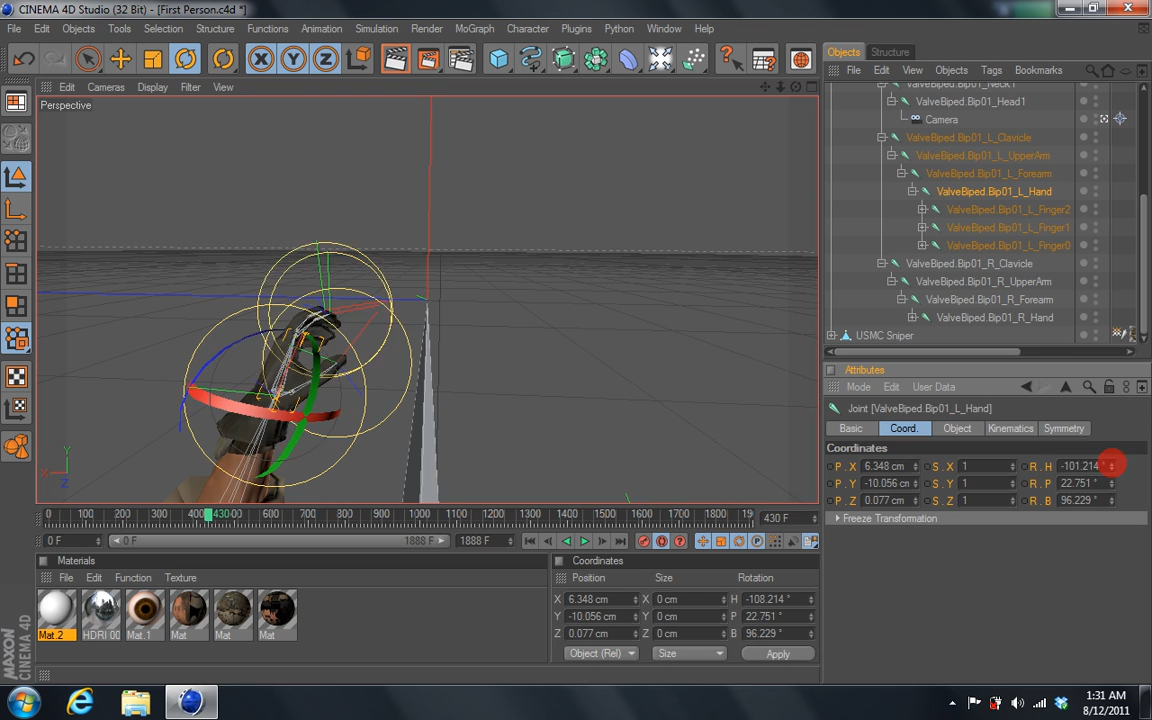 CINEMA 4D Studio (32 Bit) - [First Person.c4d *]
File Edit Objects Tools Selection Structure Functions Animation Simulation Render MoGraph Character Plugins Python Window Help
Edit Cameras Display Filter View
Perspective
Objects Structure
File Edit View Objects Tags Bookmarks
ValveBiped.Bip01_Neck1
ValveBiped.Bip01_Head1
Camera
ValveBiped.Bip01_L_Clavicle
ValveBiped.Bip01_L_UpperArm
ValveBiped.Bip01_L_Forearm
ValveBiped.Bip01_L_Hand
ValveBiped.Bip01_L_Finger2
ValveBiped.Bip01_L_Finger1
ValveBiped.Bip01_L_Finger0
ValveBiped.Bip01_R_Clavicle
ValveBiped.Bip01_R_UpperArm
ValveBiped.Bip01_R_Forearm
ValveBiped.Bip01_R_Hand
USMC Sniper
Attributes
Mode Edit User Data
Joint [ValveBiped.Bip01_L_Hand]
Basic Coord. Object Kinematics Symmetry
Coordinates
P . X 6.348 cm S . X 1 R . H -101.214 °
P . Y -10.056 cm S . Y 1 R . P 22.751 °
P . Z 0.077 cm S . Z 1 R . B 96.229 °
Freeze Transformation
Y X Z
0 100 200 300 400 430 600 700 800 900 1000 1100 1200 1300 1400 1500 1600 1700 1800 430 F
0 F 0 F 1888 F 1888 F
Materials
File Edit Function Texture
Mat.2 HDRI 00 Mat.1 Mat Mat Mat
Coordinates
Position Size Rotation
X 6.348 cm X 0 cm H -108.214 °
Y -10.056 cm Y 0 cm P 22.751 °
Z 0.077 cm Z 0 cm B 96.229 °
Object (Rel) Size Apply
MAXON
CINEMA 4D
1:31 AM
8/12/2011